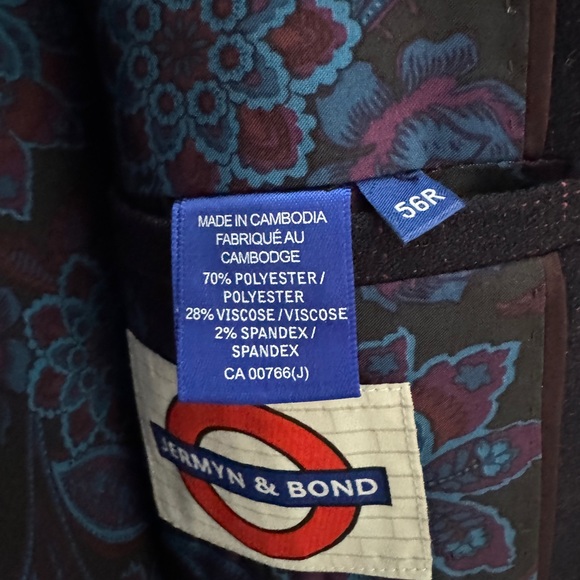 MADE IN CAMBODIA
FABRIQUÉ AU
CAMBODGE
70% POLYESTER /
POLYESTER
28% VISCOSE / VISCOSE
2% SPANDEX /
SPANDEX
CA 00766(J)
56R
JERMYN & BOND